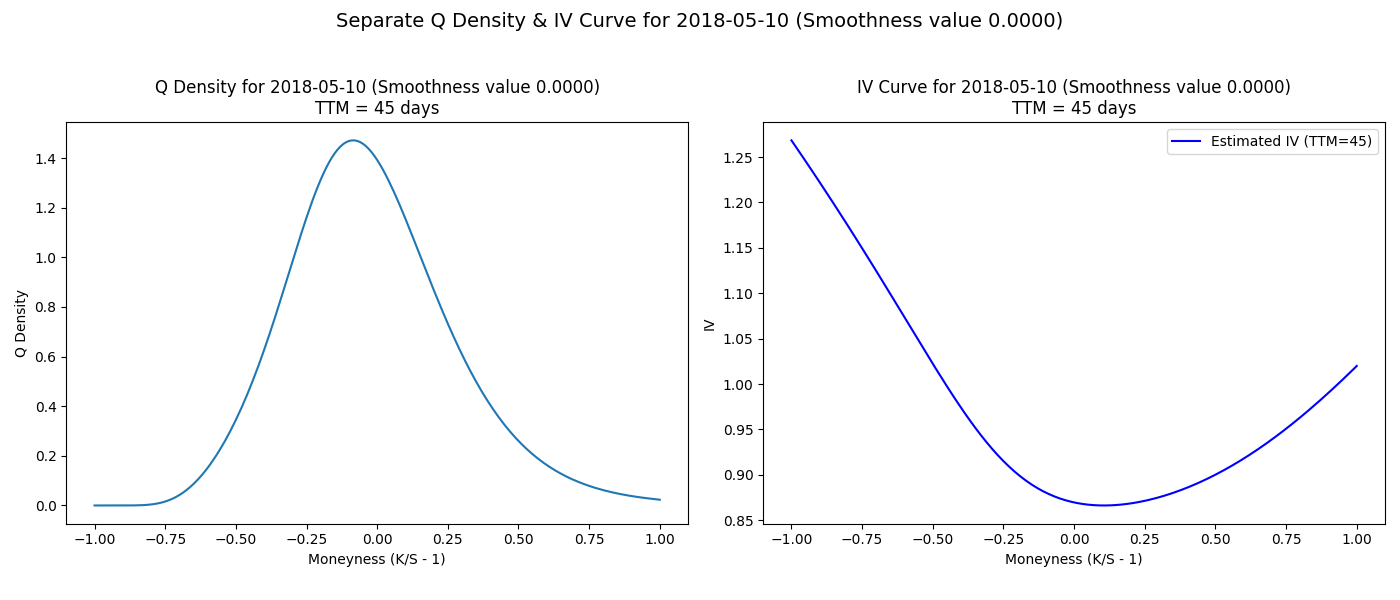 Separate Q Density & IV Curve for 2018-05-10 (Smoothness value 0.0000)
Q Density for 2018-05-10 (Smoothness value 0.0000)
TTM = 45 days
1.4
1.2
1.0
0.8
0.6
0.4
0.2
0.0
Q Density
−1.00 −0.75 −0.50 −0.25 0.00 0.25 0.50 0.75 1.00
Moneyness (K/S - 1)
IV Curve for 2018-05-10 (Smoothness value 0.0000)
TTM = 45 days
Estimated IV (TTM=45)
1.25
1.20
1.15
1.10
1.05
1.00
0.95
0.90
0.85
IV
−1.00 −0.75 −0.50 −0.25 0.00 0.25 0.50 0.75 1.00
Moneyness (K/S - 1)